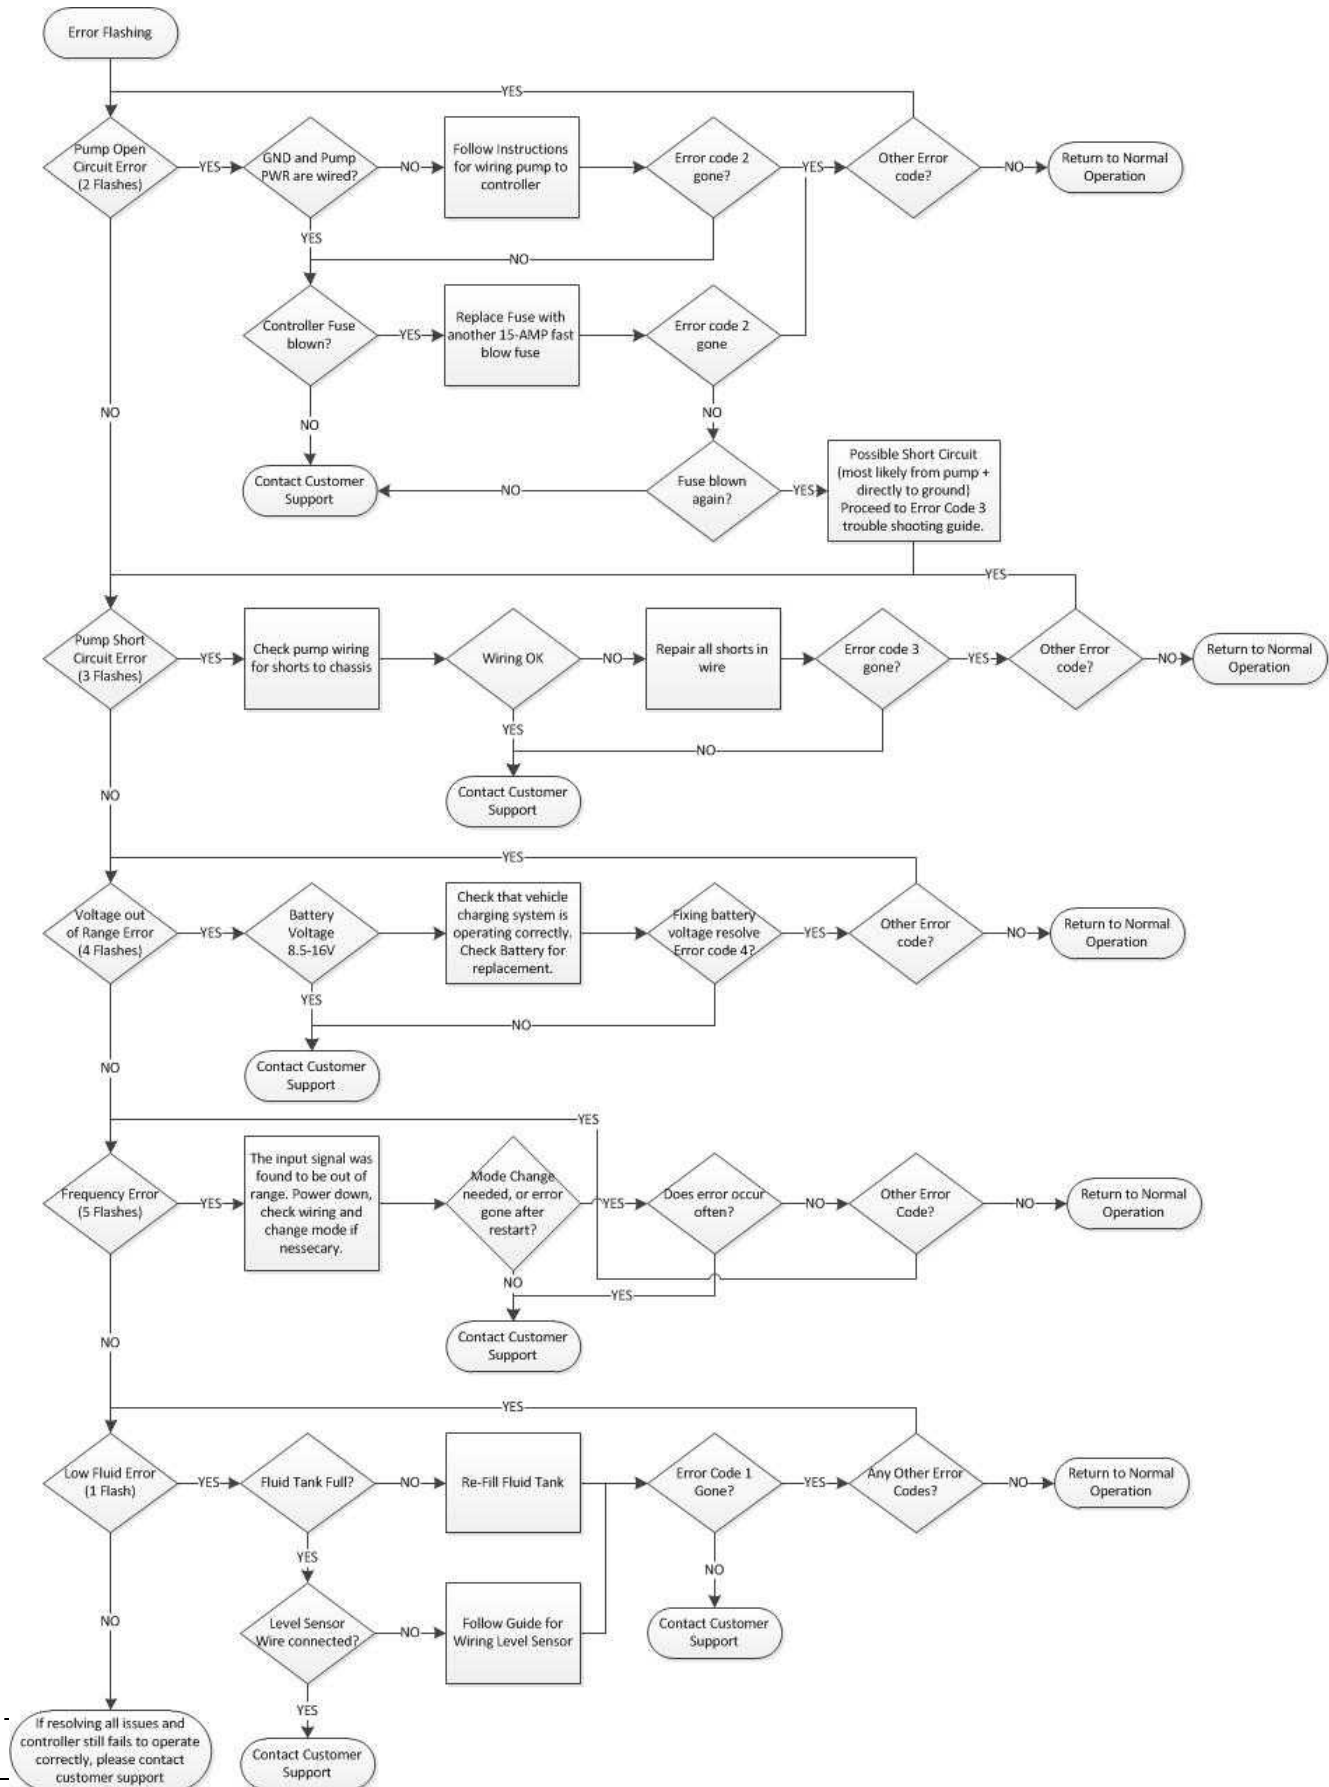 Error Flashing
YES
Pump Open
Circuit Error
(2 Flashes)
YES
GND and Pump
PWR are wired?
NO
Follow Instructions
for wiring pump to
controller
Error code 2
gone?
YES
Other Error
code?
NO
Return to Normal
Operation
YES
NO
Controller Fuse
blown?
YES
Replace Fuse with
another 15-AMP fast
blow fuse
Error code 2
gone
NO
NO
NO
Contact Customer
Support
NO
Fuse blown
again?
YES
Possible Short Circuit
(most likely from pump +
directly to ground)
Proceed to Error Code 3
trouble shooting guide.
YES
Pump Short
Circuit Error
(3 Flashes)
YES
Check pump wiring
for shorts to chassis
Wiring OK
NO
Repair all shorts in
wire
Error code 3
gone?
YES
Other Error
code?
NO
Return to Normal
Operation
YES
NO
NO
Contact Customer
Support
YES
Voltage out
of Range Error
(4 Flashes)
YES
Battery
Voltage
8.5-16V
Check that vehicle
charging system is
operating correctly.
Check Battery for
replacement.
Fixing battery
voltage resolve
Error code 4?
YES
Other Error
code?
NO
Return to Normal
Operation
YES
NO
NO
Contact Customer
Support
YES
Frequency Error
(5 Flashes)
YES
The input signal was
found to be out of
range. Power down,
check wiring and
change mode if
nessecary.
Mode Change
needed, or error
gone after
restart?
YES
Does error occur
often?
NO
Other Error
Code?
NO
Return to Normal
Operation
NO
YES
NO
Contact Customer
Support
YES
Low Fluid Error
(1 Flash)
YES
Fluid Tank Full?
NO
Re-Fill Fluid Tank
Error Code 1
Gone?
YES
Any Other Error
Codes?
NO
Return to Normal
Operation
YES
NO
NO
Level Sensor
Wire connected?
NO
Follow Guide for
Wiring Level Sensor
Contact Customer
Support
YES
If resolving all issues and
controller still fails to operate
correctly, please contact
customer support
Contact Customer
Support